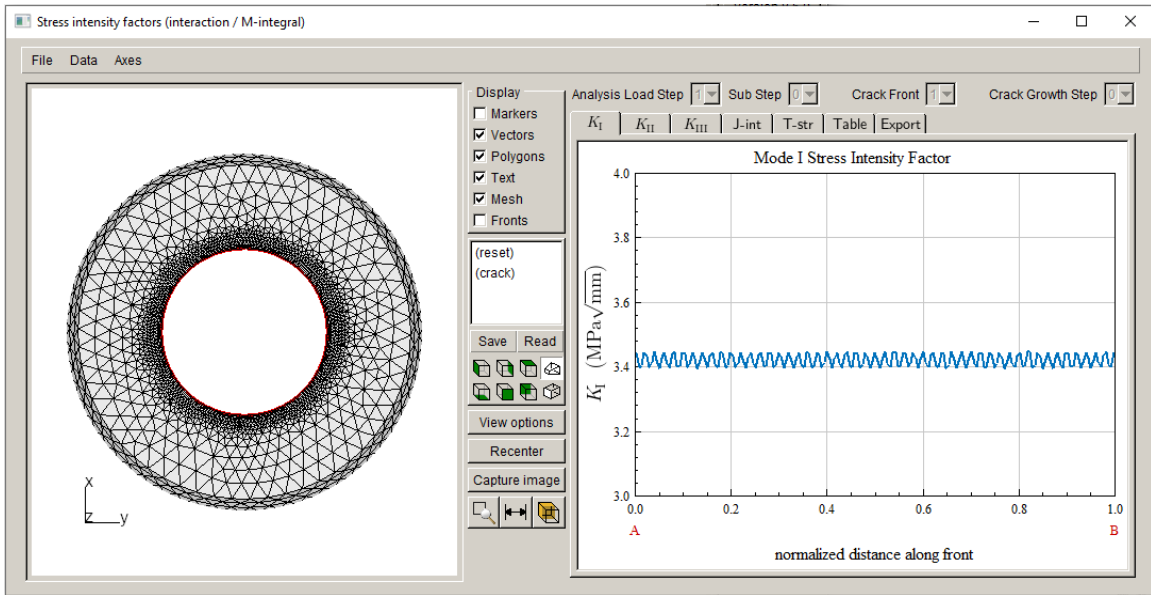 Stress intensity factors (interaction / M-integral)
File Data Axes
Display
Markers
Vectors
Polygons
Text
Mesh
Fronts
(reset)
(crack)
Save Read
View options
Recenter
Capture image
x
z y
Analysis Load Step 1 Sub Step 0 Crack Front 1 Crack Growth Step 0
K_I K_II K_III J-int T-str Table Export
Mode I Stress Intensity Factor
4.0
3.8
3.6
3.4
3.2
3.0
K_I (MPa√mm)
0.0 0.2 0.4 0.6 0.8 1.0
A B
normalized distance along front